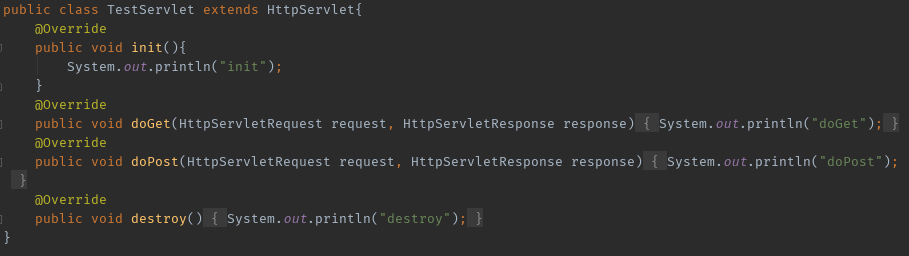 public class TestServlet extends HttpServlet{
    @Override
    public void init(){
        System.out.println("init");
    }
    @Override
    public void doGet(HttpServletRequest request, HttpServletResponse response) { System.out.println("doGet"); }
    @Override
    public void doPost(HttpServletRequest request, HttpServletResponse response) { System.out.println("doPost");
 }
    @Override
    public void destroy() { System.out.println("destroy"); }
}